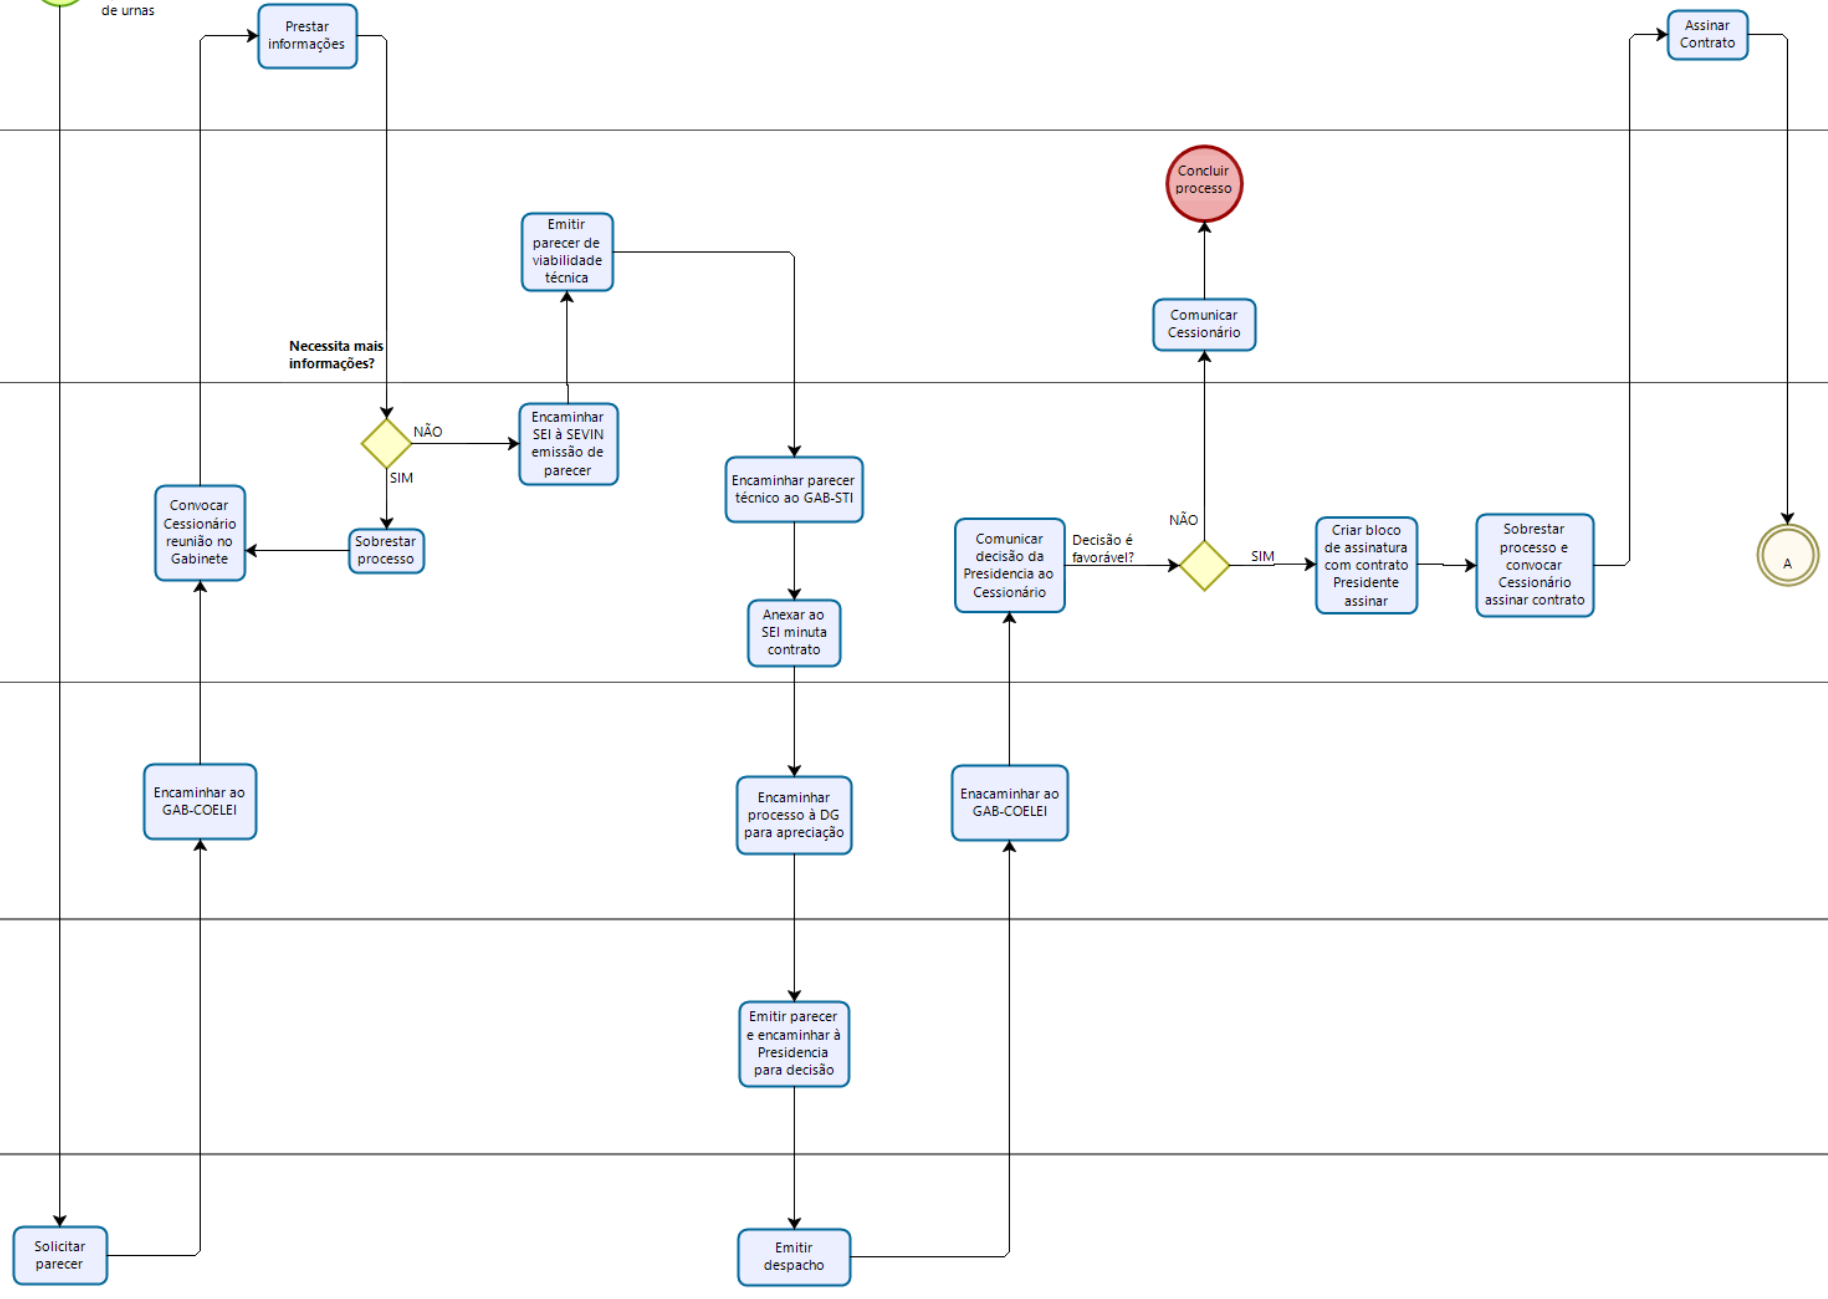 de urnas
Prestar
informações
Assinar
Contrato
Concluir
processo
Emitir
parecer de
viabilidade
técnica
Comunicar
Cessionário
Necessita mais
informações?
NÃO
SIM
Encaminhar
SEI à SEVIN
emissão de
parecer
Convocar
Cessionário
reunião no
Gabinete
Sobrestar
processo
Encaminhar parecer
técnico ao GAB-STI
Anexar ao
SEI minuta
contrato
Comunicar
decisão da
Presidencia ao
Cessionário
Decisão é
favorável?
NÃO
SIM
Criar bloco
de assinatura
com contrato
Presidente
assinar
Sobrestar
processo e
convocar
Cessionário
assinar contrato
A
Encaminhar ao
GAB-COELEI
Encaminhar
processo à DG
para apreciação
Enacaminhar ao
GAB-COELEI
Emitir parecer
e encaminhar à
Presidencia
para decisão
Solicitar
parecer
Emitir
despacho